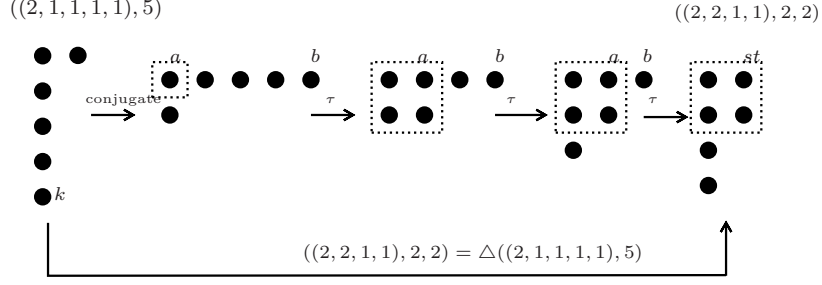 ((2, 1, 1, 1, 1), 5)
((2, 2, 1, 1), 2, 2)
a
b
a
b
a
b
st
conjugate
τ
τ
τ
k
((2, 2, 1, 1), 2, 2) = △((2, 1, 1, 1, 1), 5)